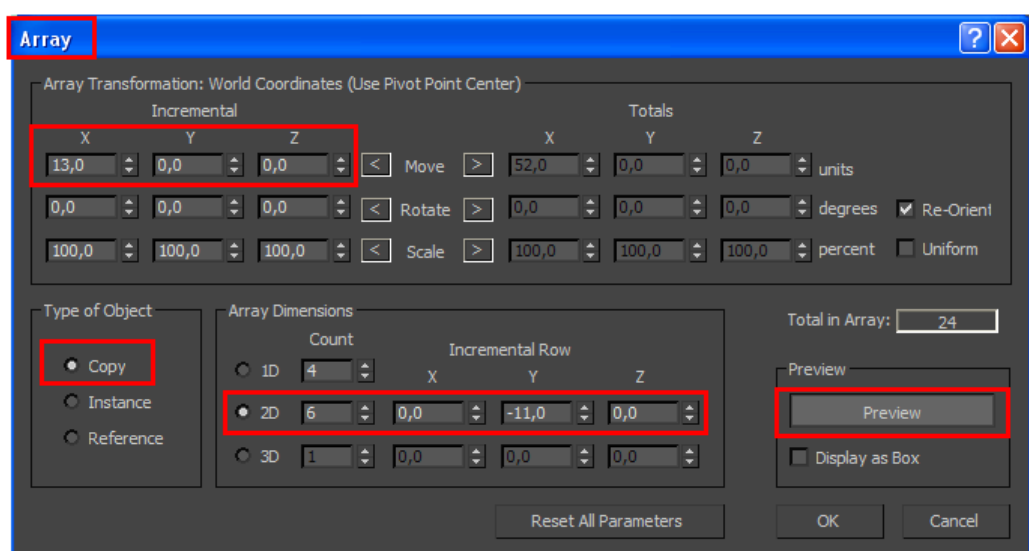 Array
?
Array Transformation: World Coordinates (Use Pivot Point Center)
Incremental Totals
X Y Z X Y Z
13,0 0,0 0,0 < Move > 52,0 0,0 0,0 units
0,0 0,0 0,0 < Rotate > 0,0 0,0 0,0 degrees Re-Orient
100,0 100,0 100,0 < Scale > 100,0 100,0 100,0 percent Uniform
Type of Object Array Dimensions Total in Array: 24
Count Incremental Row
Copy 1D 4 X Y Z Preview
Instance 2D 6 0,0 -11,0 0,0 Preview
Reference 3D 1 0,0 0,0 0,0 Display as Box
Reset All Parameters OK Cancel